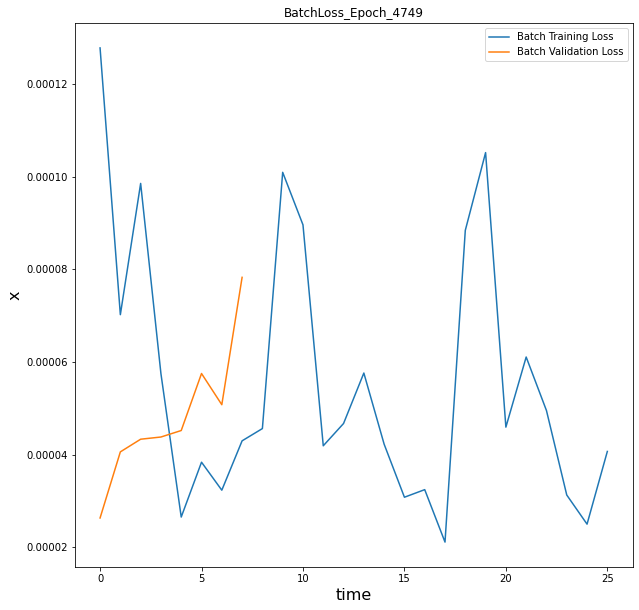 BatchLoss_Epoch_4749
Batch Training Loss
Batch Validation Loss
0.00012
0.00010
0.00008
0.00006
0.00004
0.00002
x
0 5 10 15 20 25
time